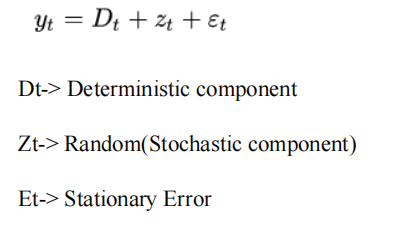 yₜ = Dₜ + zₜ + εₜ
Dt-> Deterministic component
Zt-> Random(Stochastic component)
Et-> Stationary Error